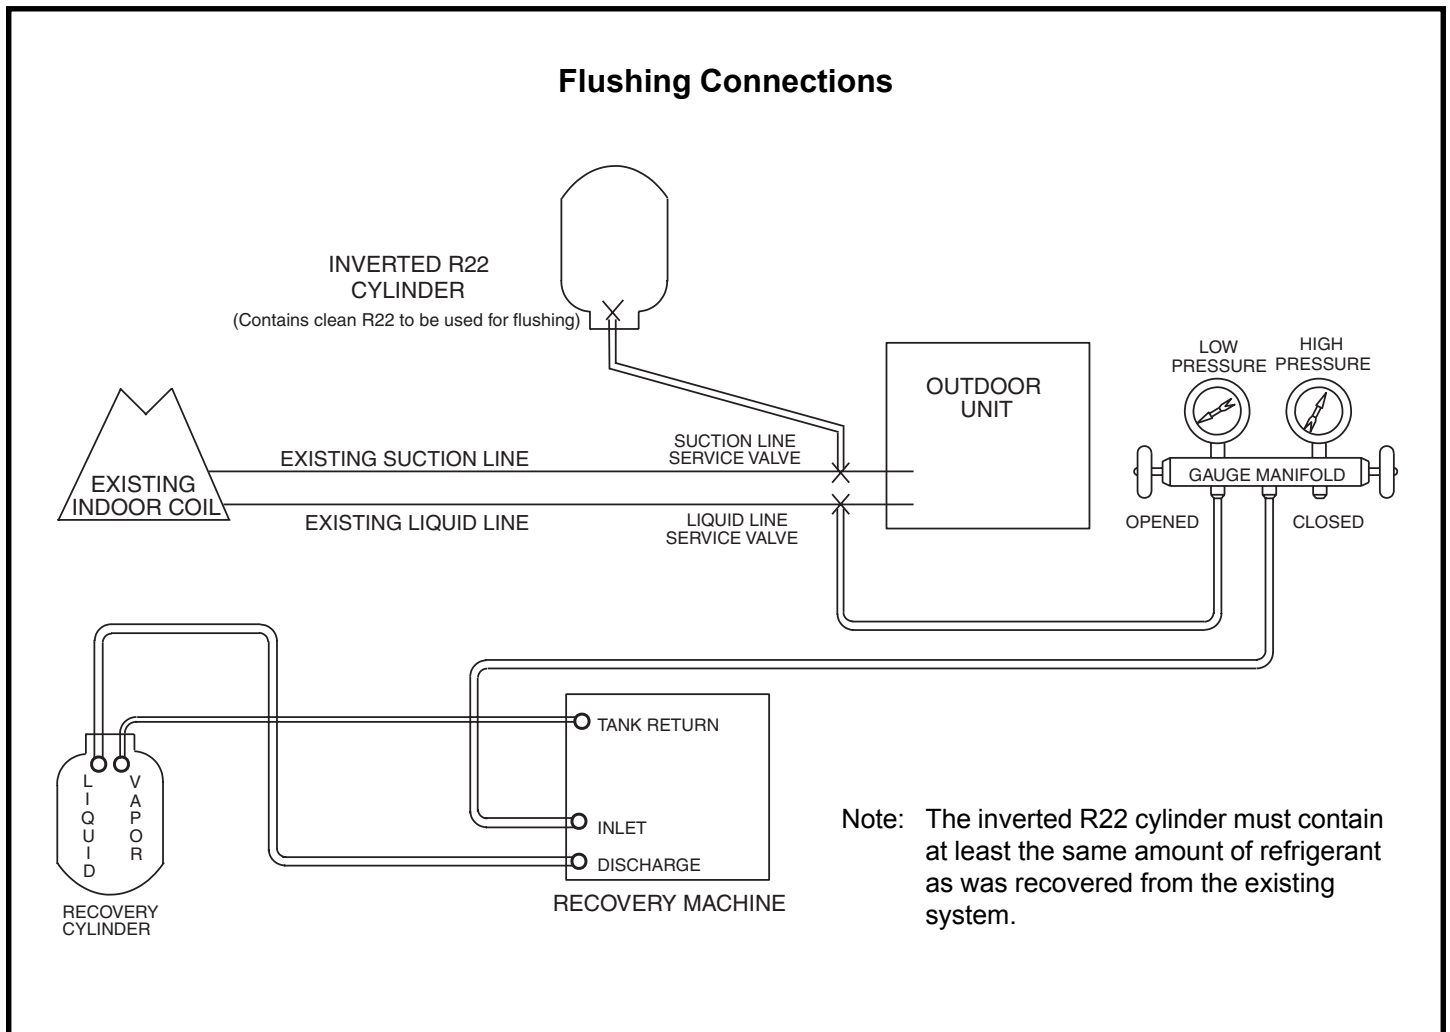 Flushing Connections
INVERTED R22
CYLINDER
(Contains clean R22 to be used for flushing)
LOW
PRESSURE
HIGH
PRESSURE
OUTDOOR
UNIT
GAUGE MANIFOLD
OPENED
CLOSED
EXISTING
INDOOR COIL
EXISTING SUCTION LINE
SUCTION LINE
SERVICE VALVE
EXISTING LIQUID LINE
LIQUID LINE
SERVICE VALVE
TANK RETURN
INLET
DISCHARGE
RECOVERY MACHINE
LIQUID
VAPOR
RECOVERY
CYLINDER
Note: The inverted R22 cylinder must contain
at least the same amount of refrigerant
as was recovered from the existing
system.